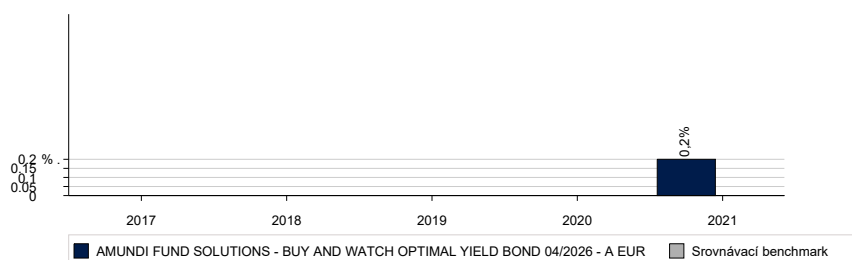 0,2%
0,2 % .
0,15
0,1
0,05
0
2017 2018 2019 2020 2021
AMUNDI FUND SOLUTIONS - BUY AND WATCH OPTIMAL YIELD BOND 04/2026 - A EUR Srovnávací benchmark